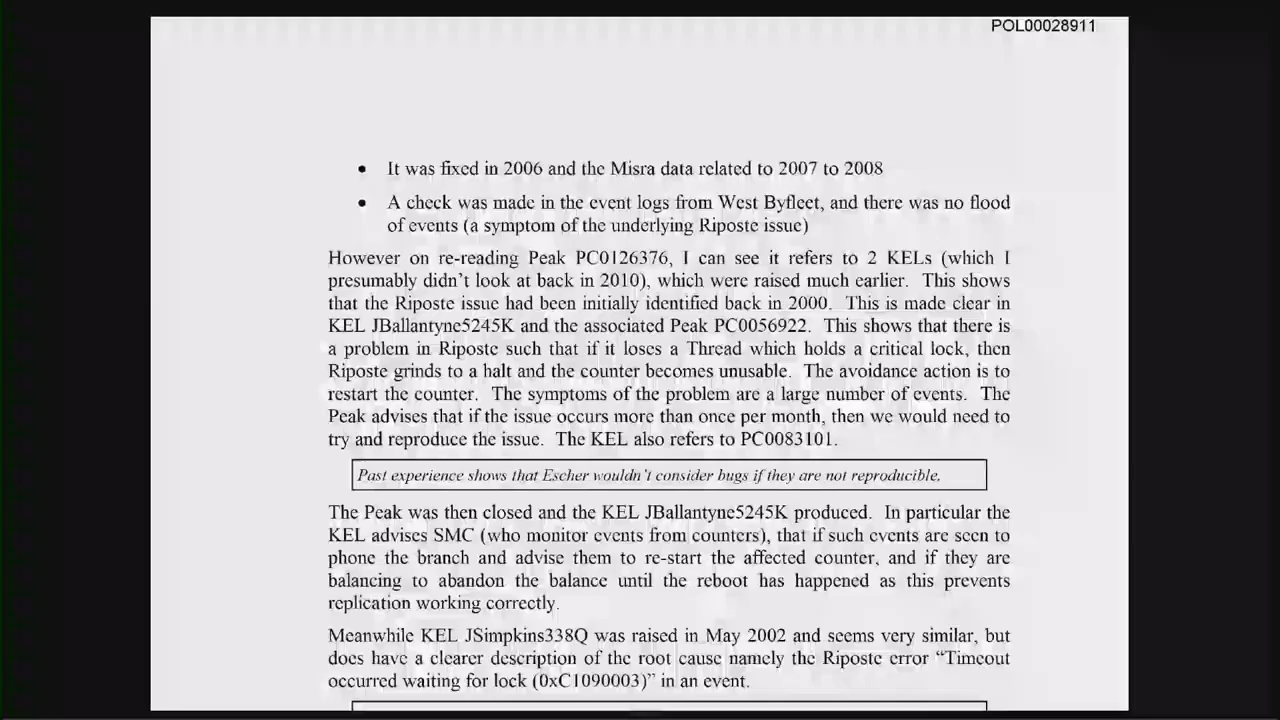 POL00028911
• It was fixed in 2006 and the Misra data related to 2007 to 2008
• A check was made in the event logs from West Byfleet, and there was no flood
of events (a symptom of the underlying Riposte issue)
However on re-reading Peak PC0126376, I can see it refers to 2 KELs (which I
presumably didn't look at back in 2010), which were raised much earlier. This shows
that the Riposte issue had been initially identified back in 2000. This is made clear in
KEL JBallantyne5245K and the associated Peak PC0056922. This shows that there is
a problem in Riposte such that if it loses a Thread which holds a critical lock, then
Riposte grinds to a halt and the counter becomes unusable. The avoidance action is to
restart the counter. The symptoms of the problem are a large number of events. The
Peak advises that if the issue occurs more than once per month, then we would need to
try and reproduce the issue. The KEL also refers to PC0083101.
Past experience shows that Escher wouldn't consider bugs if they are not reproducible.
The Peak was then closed and the KEL JBallantyne5245K produced. In particular the
KEL advises SMC (who monitor events from counters), that if such events are seen to
phone the branch and advise them to re-start the affected counter, and if they are
balancing to abandon the balance until the reboot has happened as this prevents
replication working correctly.
Meanwhile KEL JSimpkins338Q was raised in May 2002 and seems very similar, but
does have a clearer description of the root cause namely the Riposte error “Timeout
occurred waiting for lock (0xC1090003)” in an event.